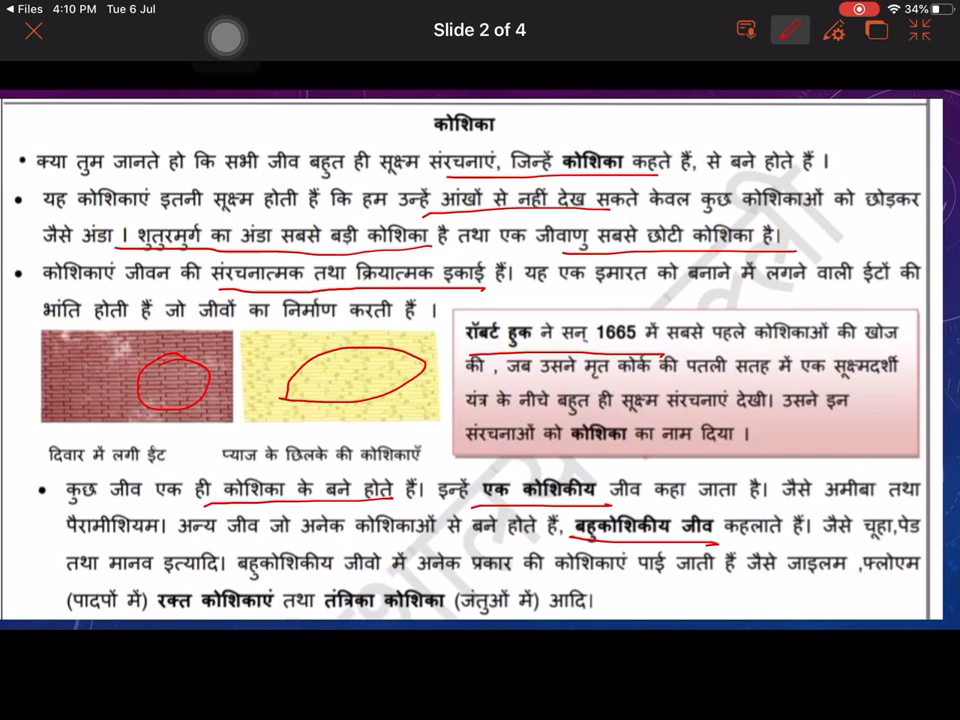 Files 4:10 PM Tue 6 Jul 34%
Slide 2 of 4
कोशिका
• क्या तुम जानते हो कि सभी जीव बहुत ही सूक्ष्म संरचनाएं, जिन्हें कोशिका कहते हैं, से बने होते हैं ।
• यह कोशिकाएं इतनी सूक्ष्म होती हैं कि हम उन्हें आंखों से नहीं देख सकते केवल कुछ कोशिकाओं को छोड़कर
जैसे अंडा । शुतुरमुर्ग का अंडा सबसे बड़ी कोशिका है तथा एक जीवाणु सबसे छोटी कोशिका है।
• कोशिकाएं जीवन की संरचनात्मक तथा क्रियात्मक इकाई हैं। यह एक इमारत को बनाने में लगने वाली ईटों की
भांति होती हैं जो जीवों का निर्माण करती हैं ।
रॉबर्ट हुक ने सन् 1665 में सबसे पहले कोशिकाओं की खोज
की , जब उसने मृत कोर्क की पतली सतह में एक सूक्ष्मदर्शी
यंत्र के नीचे बहुत ही सूक्ष्म संरचनाएं देखी। उसने इन
संरचनाओं को कोशिका का नाम दिया ।
दिवार में लगी ईट
प्याज के छिलके की कोशिकाएँ
• कुछ जीव एक ही कोशिका के बने होते हैं। इन्हें एक कोशिकीय जीव कहा जाता है। जैसे अमीबा तथा
पैरामीशियम। अन्य जीव जो अनेक कोशिकाओं से बने होते हैं, बहुकोशिकीय जीव कहलाते हैं। जैसे चूहा,पेड
तथा मानव इत्यादि। बहुकोशिकीय जीवो में अनेक प्रकार की कोशिकाएं पाई जाती हैं जैसे जाइलम ,फ्लोएम
(पादपों में) रक्त कोशिकाएं तथा तंत्रिका कोशिका (जंतुओं में) आदि।